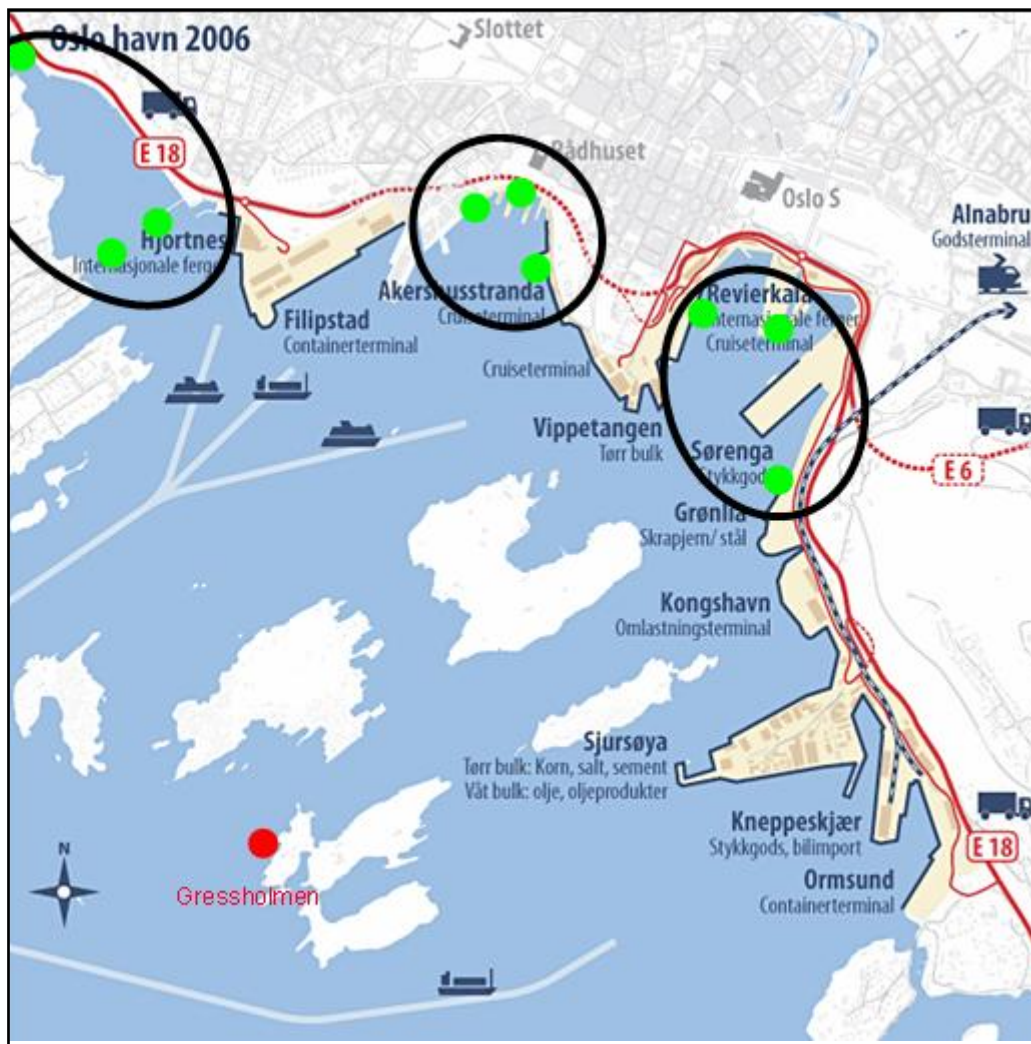 Oslo havn 2006
Slottet
E 18
Rådhuset
Oslo S
Alnabru
Godsterminal
Hjortnes
Internasjonale ferger
Akershusstranda
Cruiseterminal
Revierkaia
Internasjonale ferger
Cruiseterminal
Filipstad
Containerterminal
Cruiseterminal
Vippetangen
Tørr bulk
Sørenga
Stykkgods
E 6
Grønlia
Skrapjern/ stål
Kongshavn
Omlastningsterminal
Sjursøya
Tørr bulk: Korn, salt, sement
Våt bulk: olje, oljeprodukter
Kneppeskjær
Stykkgods, bilimport
E 18
Ormsund
Containerterminal
N
Gressholmen